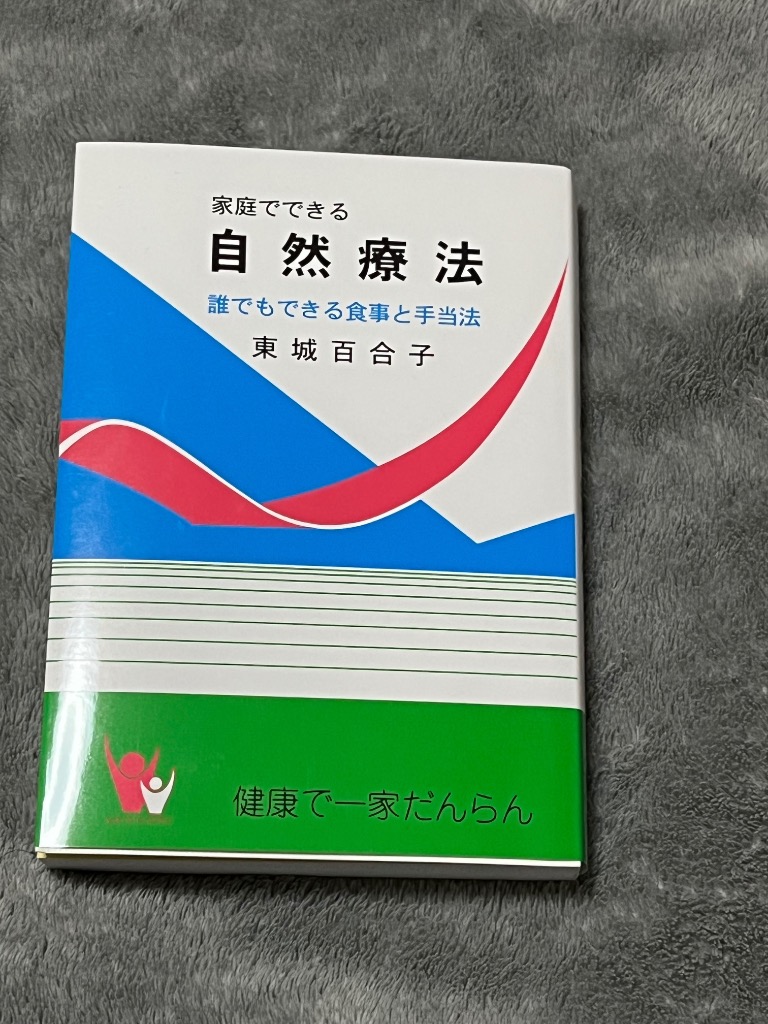 家庭でできる
自然療法
誰でもできる食事と手当法
東城百合子
健康で一家だんらん